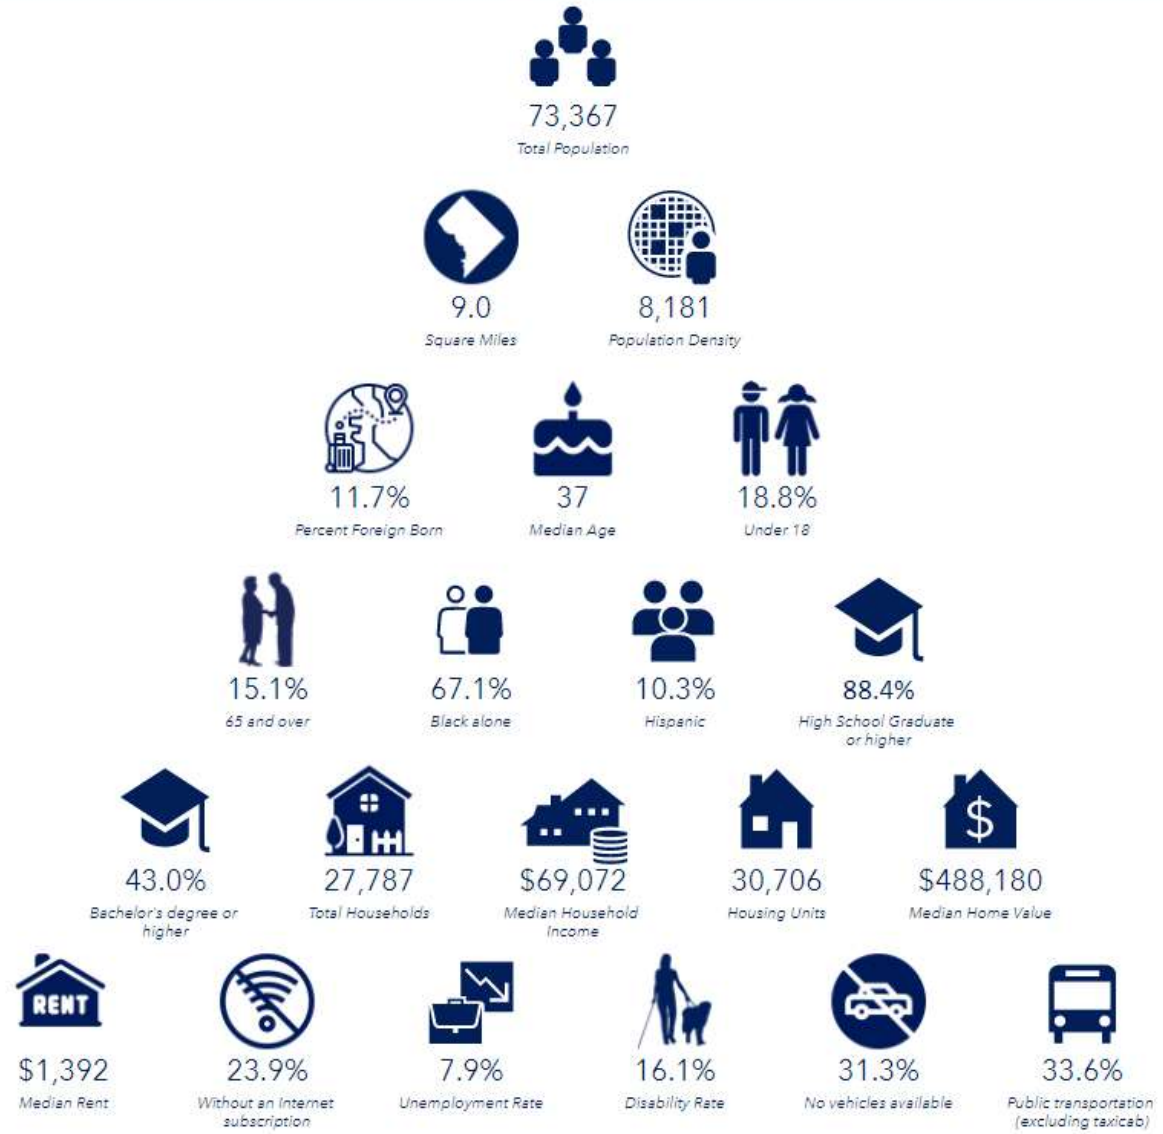 73,367
Total Population
9.0
Square Miles
8,181
Population Density
11.7%
Percent Foreign Born
37
Median Age
18.8%
Under 18
15.1%
65 and over
67.1%
Black alone
10.3%
Hispanic
88.4%
High School Graduate
or higher
43.0%
Bachelor's degree or
higher
27,787
Total Households
$69,072
Median Household
Income
30,706
Housing Units
$
$488,180
Median Home Value
RENT
$1,392
Median Rent
23.9%
Without an Internet
subscription
7.9%
Unemployment Rate
16.1%
Disability Rate
31.3%
No vehicles available
33.6%
Public transportation
(excluding taxicab)